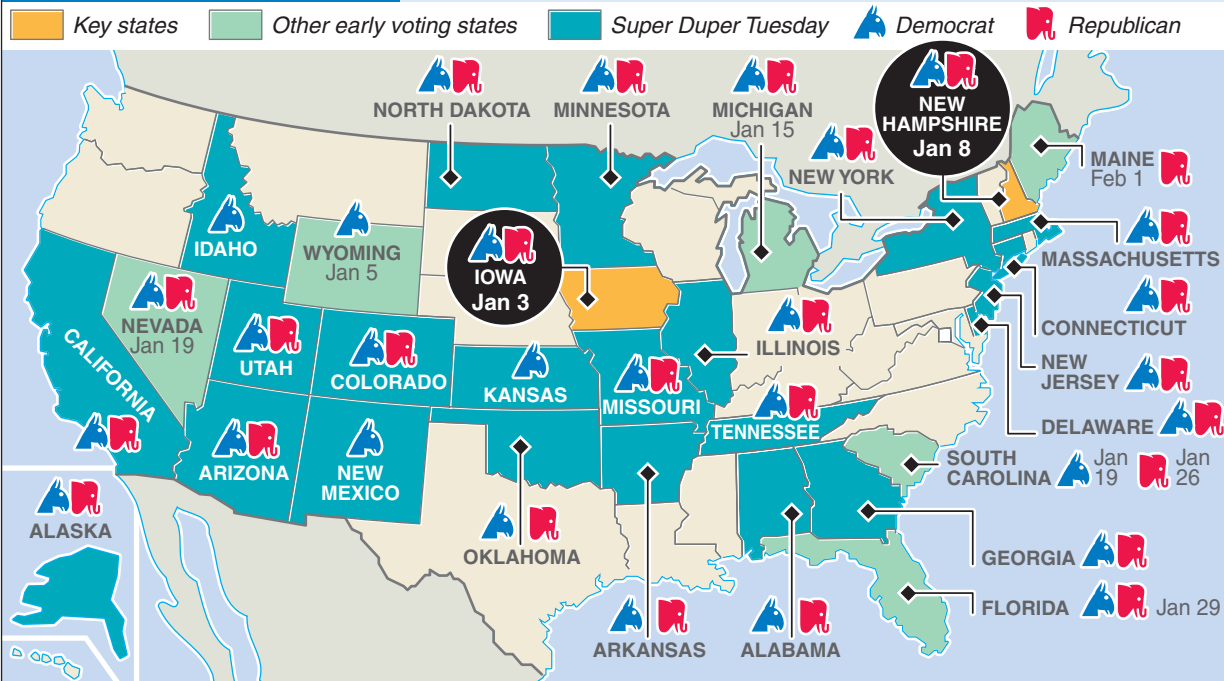 Key states
Other early voting states
Super Duper Tuesday
Democrat
Republican
NORTH DAKOTA
MINNESOTA
MICHIGAN
Jan 15
NEW
HAMPSHIRE
Jan 8
NEW YORK
MAINE
Feb 1
IDAHO
WYOMING
Jan 5
IOWA
Jan 3
MASSACHUSETTS
NEVADA
Jan 19
CALIFORNIA
UTAH
COLORADO
KANSAS
MISSOURI
ILLINOIS
CONNECTICUT
NEW
JERSEY
TENNESSEE
DELAWARE
ARIZONA
NEW
MEXICO
SOUTH
CAROLINA
Jan
19
Jan
26
ALASKA
OKLAHOMA
GEORGIA
FLORIDA
Jan 29
ARKANSAS
ALABAMA